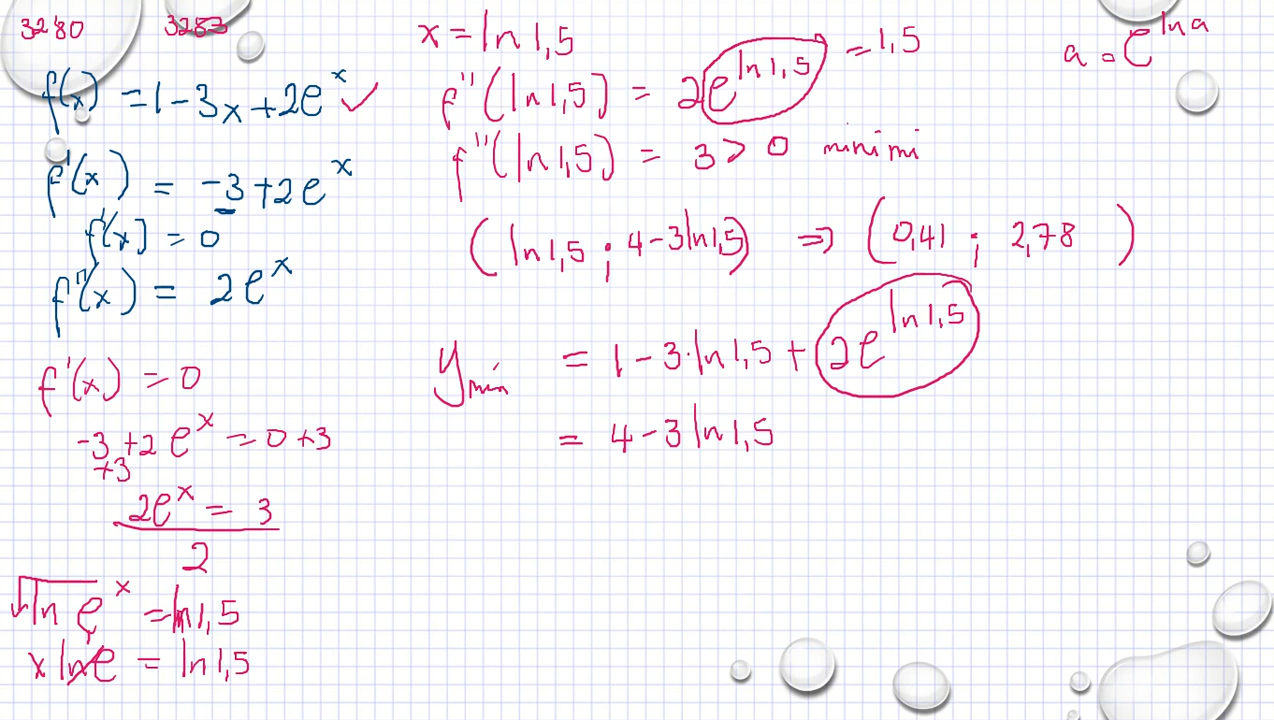 3280 3283
f(x) = 1 - 3x + 2e^x ✓
f'(x) = -3 + 2e^x
f'(x) = 0
f''(x) = 2e^x
f'(x) = 0
-3 + 2e^x = 0 + 3
+3
2e^x = 3
2
ln e^x = ln 1,5
x ln e = ln 1,5
x = ln 1,5
f''(ln 1,5) = 2e^{ln 1,5} = 1,5
f''(ln 1,5) = 3 > 0 minimi
(ln 1,5 ; 4 - 3 ln 1,5) => (0,41 ; 2,78)
y min = 1 - 3·ln 1,5 + 2e^{ln 1,5}
= 4 - 3 ln 1,5
a = e^{ln a}